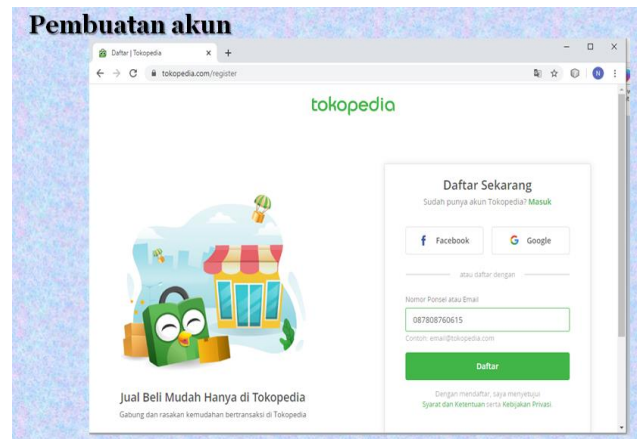 Pembuatan akun
Daftar | Tokopedia
tokopedia.com/register
N
tokopedia
Daftar Sekarang
Sudah punya akun Tokopedia? Masuk
Facebook
Google
atau daftar dengan
Nomor Ponsel atau Email
087808760615
Contoh: email@tokopedia.com
Daftar
Dengan mendaftar, saya menyetujui
Syarat dan Ketentuan serta Kebijakan Privasi
Jual Beli Mudah Hanya di Tokopedia
Gabung dan rasakan kemudahan bertransaksi di Tokopedia